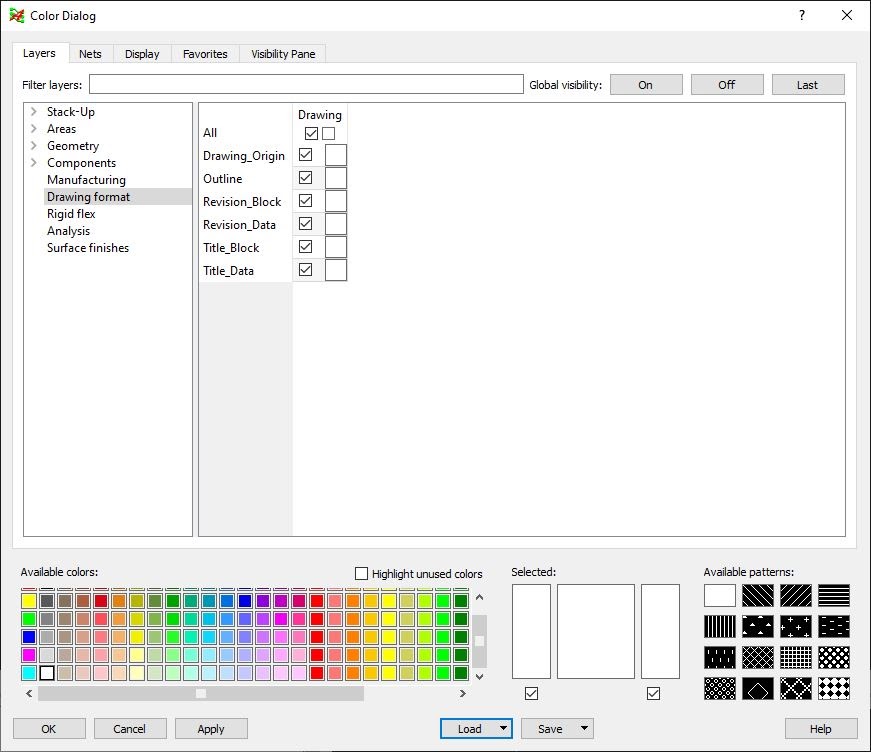 Color Dialog ?
Layers Nets Display Favorites Visibility Pane
Filter layers: Global visibility: On Off Last
Stack-Up
Areas
Geometry
Components
Manufacturing
Drawing format
Rigid flex
Analysis
Surface finishes
Drawing
All
Drawing_Origin
Outline
Revision_Block
Revision_Data
Title_Block
Title_Data
Available colors: Highlight unused colors Selected: Available patterns:
OK Cancel Apply Load Save Help